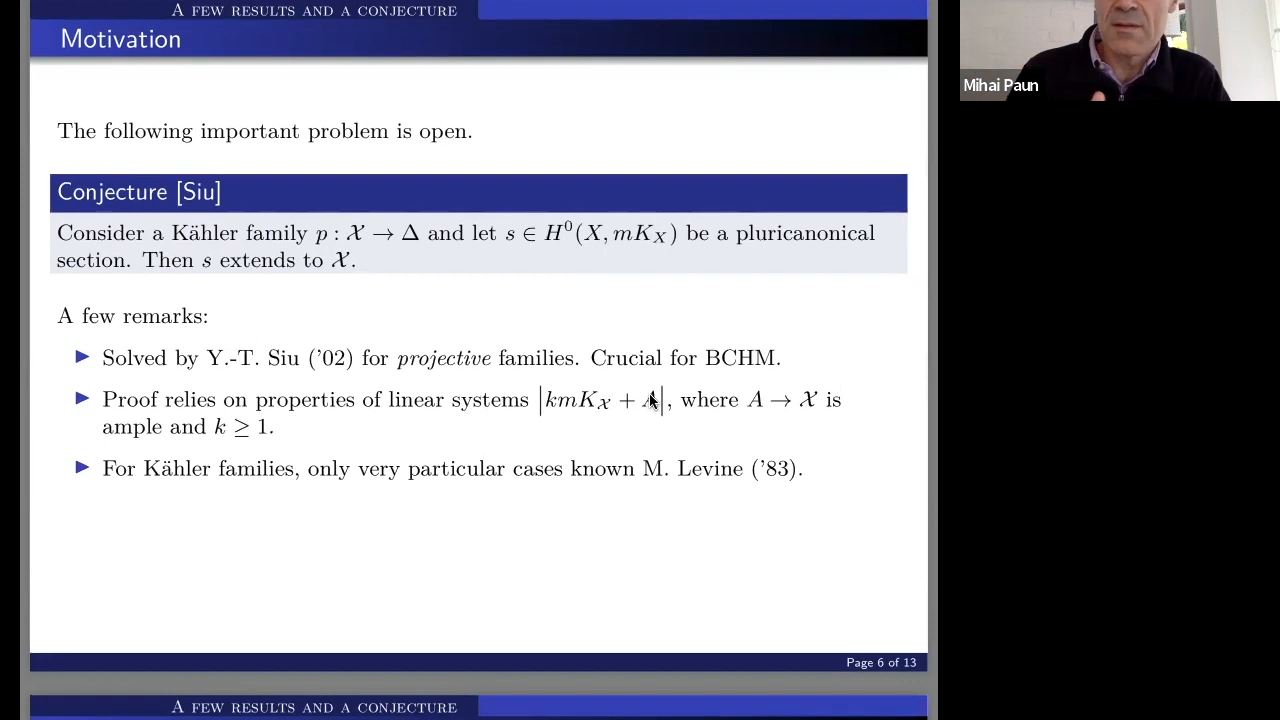 A FEW RESULTS AND A CONJECTURE
Motivation
Mihai Paun
The following important problem is open.
Conjecture [Siu]
Consider a Kähler family p : 𝒳 → Δ and let s ∈ H⁰(X, mK_X) be a pluricanonical
section. Then s extends to 𝒳.
A few remarks:
▶ Solved by Y.-T. Siu ('02) for projective families. Crucial for BCHM.
▶ Proof relies on properties of linear systems |kmK_𝒳 + A|, where A → 𝒳 is
ample and k ≥ 1.
▶ For Kähler families, only very particular cases known M. Levine ('83).
Page 6 of 13
A FEW RESULTS AND A CONJECTURE